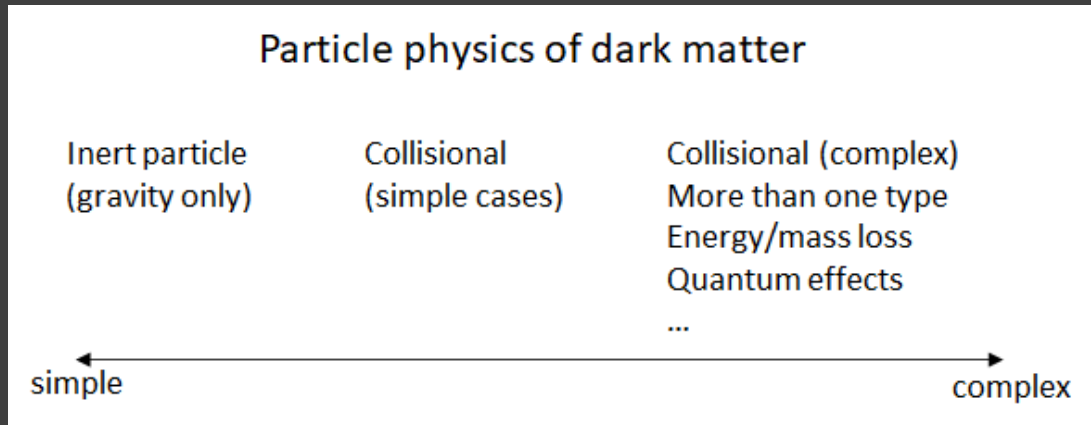 Particle physics of dark matter
Inert particle
(gravity only)
Collisional
(simple cases)
Collisional (complex)
More than one type
Energy/mass loss
Quantum effects
...
simple
complex